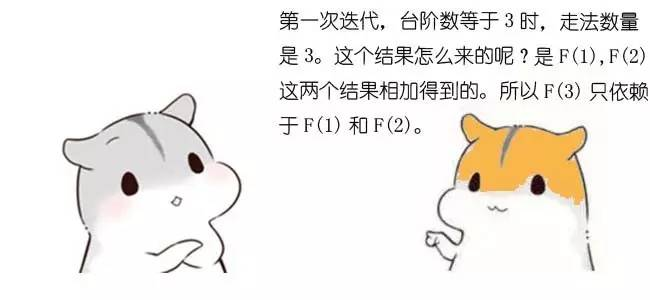 第一次迭代，台阶数等于 3 时，走法数量
是 3。这个结果怎么来的呢？是 F(1),F(2)
这两个结果相加得到的。所以 F(3) 只依赖
于 F(1) 和 F(2)。